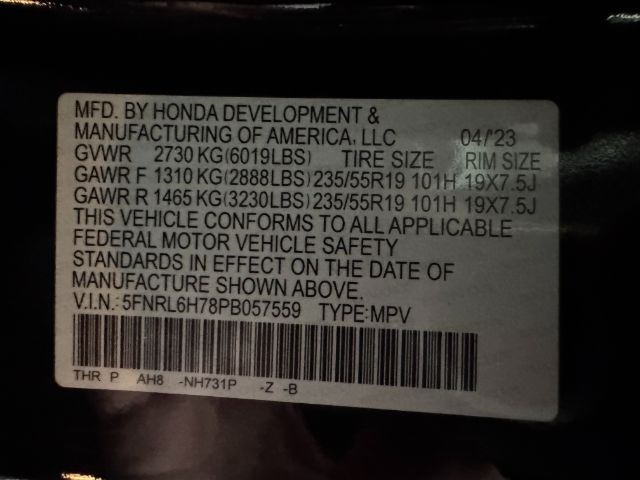 MFD. BY HONDA DEVELOPMENT &
MANUFACTURING OF AMERICA, LLC 04/'23
GVWR 2730 KG(6019LBS) TIRE SIZE RIM SIZE
GAWR F 1310 KG(2888LBS) 235/55R19 101H 19X7.5J
GAWR R 1465 KG(3230LBS) 235/55R19 101H 19X7.5J
THIS VEHICLE CONFORMS TO ALL APPLICABLE
FEDERAL MOTOR VEHICLE SAFETY
STANDARDS IN EFFECT ON THE DATE OF
MANUFACTURE SHOWN ABOVE.
V.I.N.: 5FNRL6H78PB057559 TYPE:MPV
THR P AH8 -NH731P -Z -B